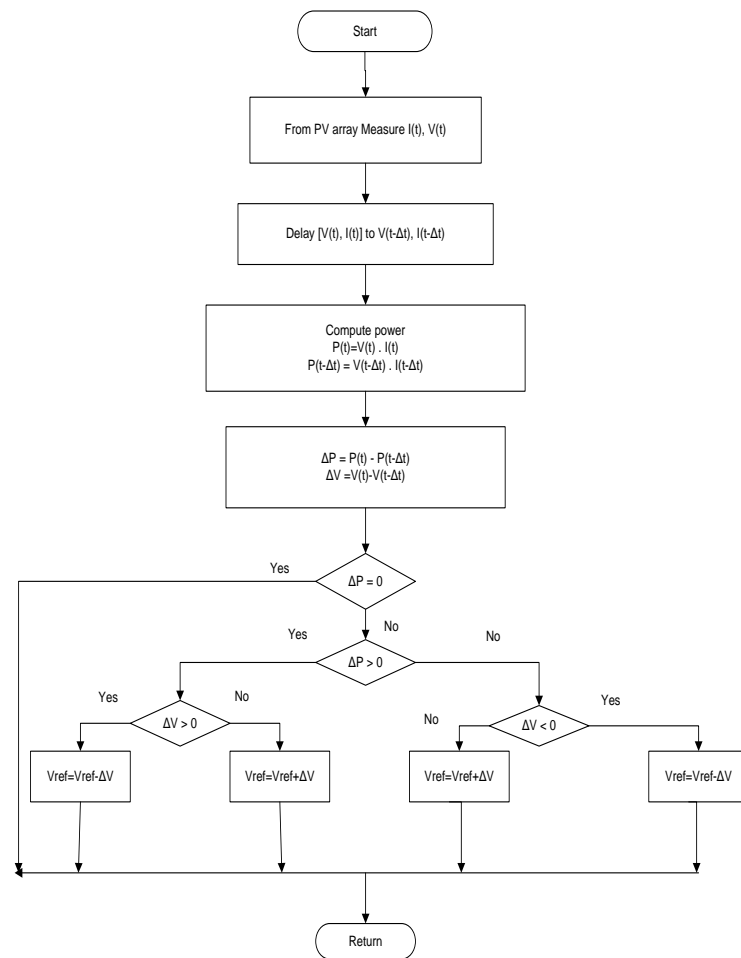 Start
From PV array Measure I(t), V(t)
Delay [V(t), I(t)] to V(t-Δt), I(t-Δt)
Compute power
P(t)=V(t) . I(t)
P(t-Δt) = V(t-Δt) . I(t-Δt)
ΔP = P(t) - P(t-Δt)
ΔV =V(t)-V(t-Δt)
Yes
ΔP = 0
No
Yes
ΔP > 0
No
Yes
ΔV > 0
No
No
ΔV < 0
Yes
Vref=Vref-ΔV
Vref=Vref+ΔV
Vref=Vref+ΔV
Vref=Vref-ΔV
Return